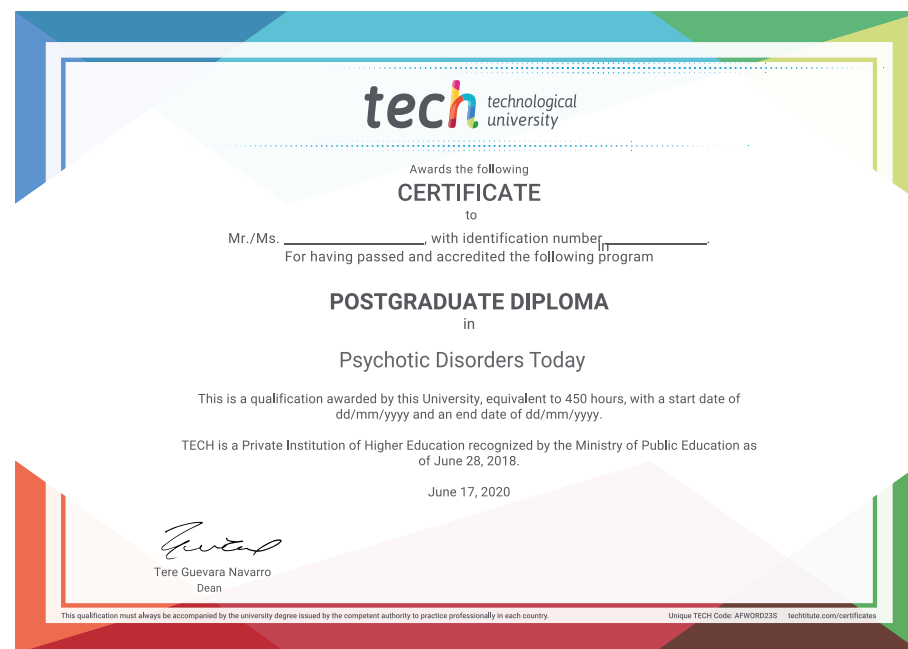 tech technological
university
Awards the following
CERTIFICATE
to
Mr./Ms. ____________, with identification number ____________.
In
For having passed and accredited the following program
POSTGRADUATE DIPLOMA
in
Psychotic Disorders Today
This is a qualification awarded by this University, equivalent to 450 hours, with a start date of
dd/mm/yyyy and an end date of dd/mm/yyyy.
TECH is a Private Institution of Higher Education recognized by the Ministry of Public Education as
of June 28, 2018.
June 17, 2020
Tere Guevara Navarro
Dean
This qualification must always be accompanied by the university degree issued by the competent authority to practice professionally in each country. Unique TECH Code: AFWORD23S techtitute.com/certificates